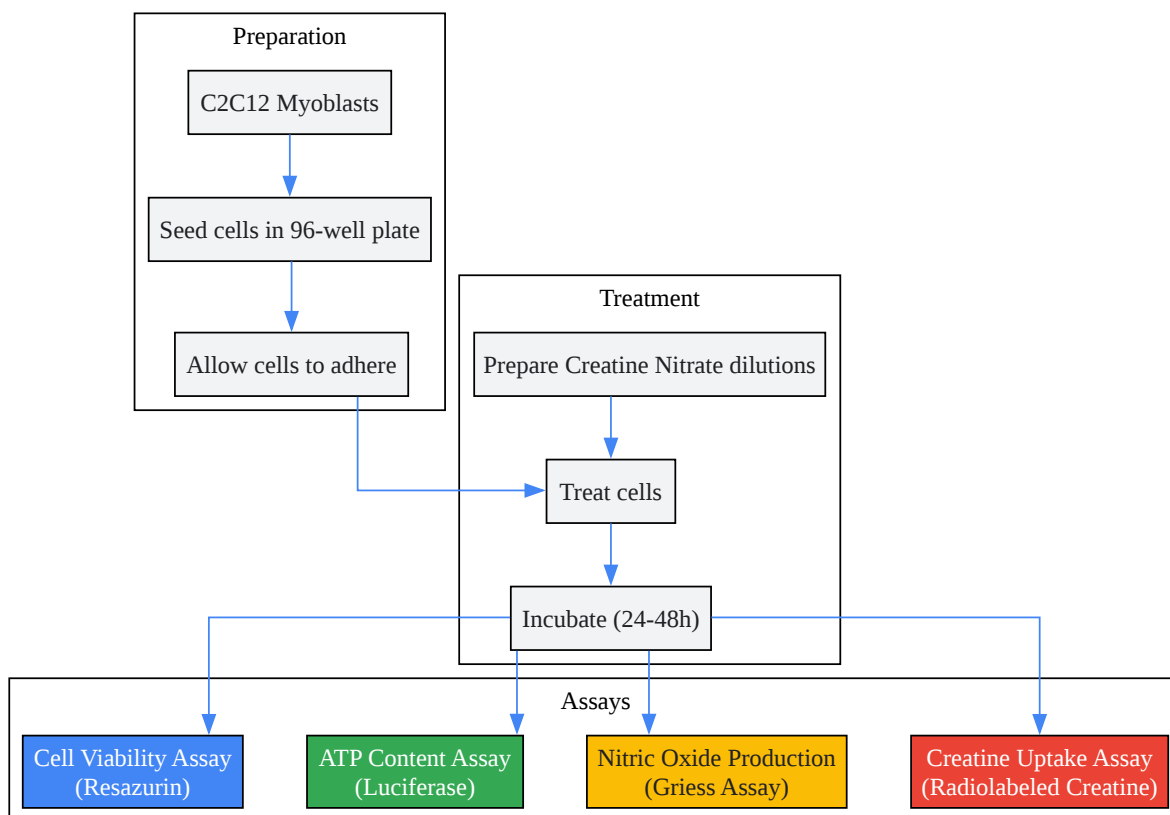 Preparation
C2C12 Myoblasts
Seed cells in 96-well plate
Allow cells to adhere
Treatment
Prepare Creatine Nitrate dilutions
Treat cells
Incubate (24-48h)
Assays
Cell Viability Assay
(Resazurin)
ATP Content Assay
(Luciferase)
Nitric Oxide Production
(Griess Assay)
Creatine Uptake Assay
(Radiolabeled Creatine)